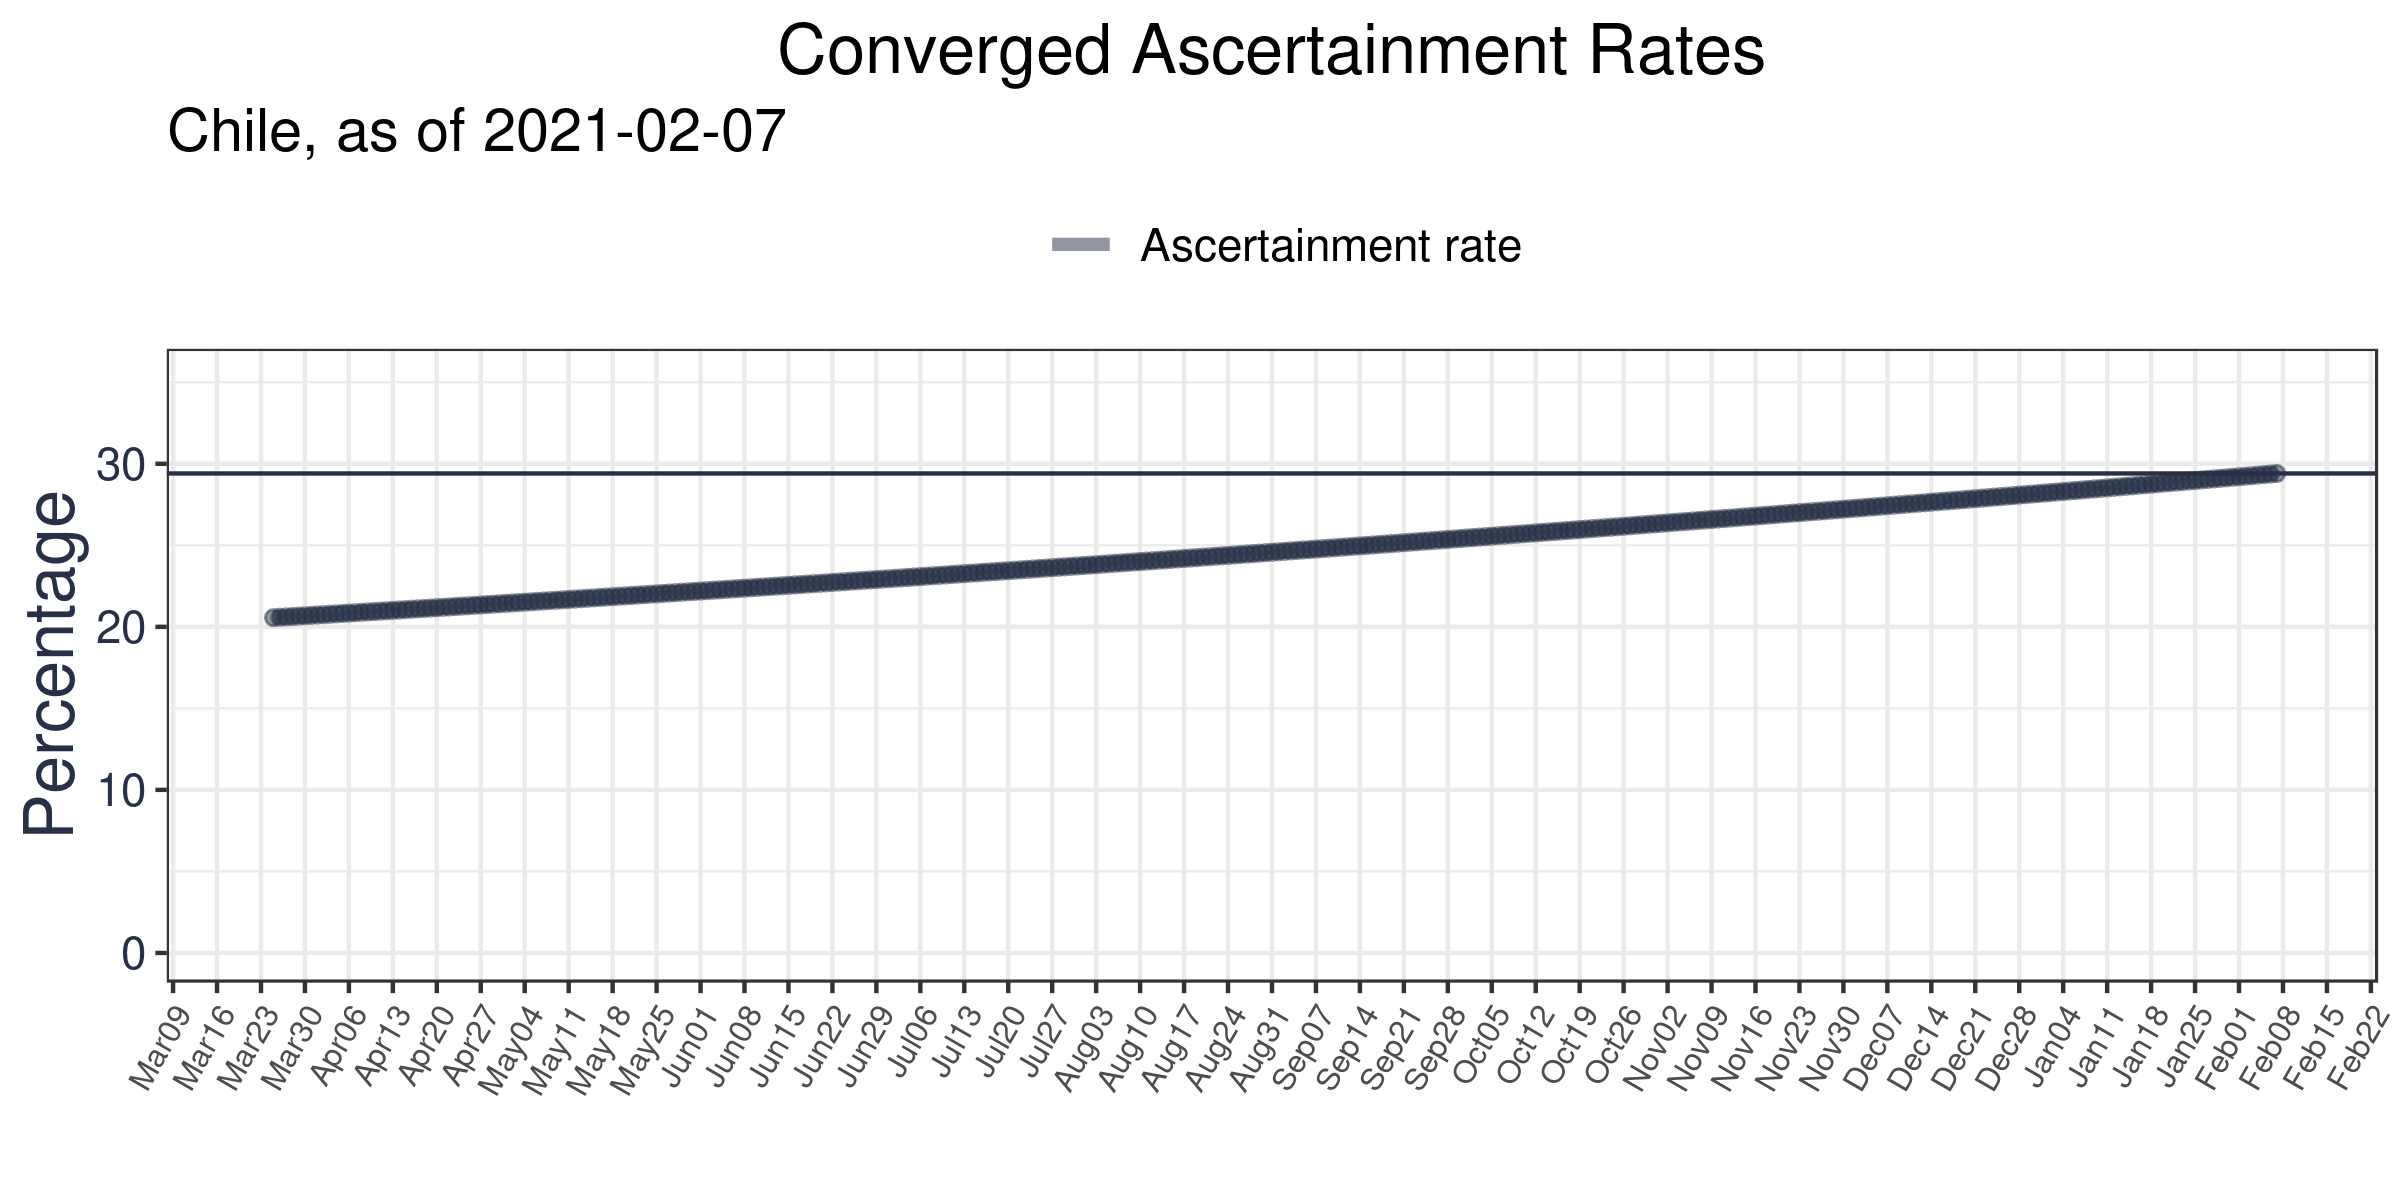 Converged Ascertainment Rates
Chile, as of 2021-02-07
Ascertainment rate
Percentage
30
20
10
0
Mar09 Mar16 Mar23 Mar30 Apr06 Apr13 Apr20 Apr27 May04 May11 May18 May25 Jun01 Jun08 Jun15 Jun22 Jun29 Jul06 Jul13 Jul20 Jul27 Aug03 Aug10 Aug17 Aug24 Aug31 Sep07 Sep14 Sep21 Sep28 Oct05 Oct12 Oct19 Oct26 Nov02 Nov09 Nov16 Nov23 Nov30 Dec07 Dec14 Dec21 Dec28 Jan04 Jan11 Jan18 Jan25 Feb01 Feb08 Feb15 Feb22